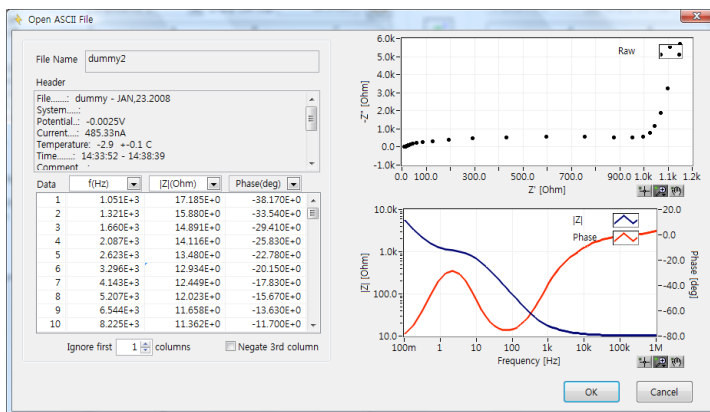 Open ASCII File
File Name dummy2
Header
File......: dummy - JAN,23.2008
System.....:
Potential..: -0.0025V
Current....: 485.33nA
Temperature: -2.9 +-0.1 C
Time.......: 14:33:52 - 14:38:39
Comment :
Data f(Hz) |Z|(Ohm) Phase(deg)
1 1.051E+3 17.185E+0 -38.170E+0
2 1.321E+3 15.880E+0 -33.540E+0
3 1.660E+3 14.891E+0 -29.410E+0
4 2.087E+3 14.116E+0 -25.830E+0
5 2.623E+3 13.480E+0 -22.780E+0
6 3.296E+3 12.934E+0 -20.150E+0
7 4.143E+3 12.449E+0 -17.830E+0
8 5.207E+3 12.023E+0 -15.670E+0
9 6.544E+3 11.658E+0 -13.630E+0
10 8.225E+3 11.362E+0 -11.700E+0
Ignore first 1 columns Negate 3rd column
6.0k
5.0k
4.0k
3.0k
2.0k
1.0k
0.0
-1.0k
-Z" [Ohm]
Raw
0.0 100.0 300.0 500.0 700.0 900.0 1.0k 1.2k
Z' [Ohm]
10.0k
1.0k
100.0
10.0
|Z| [Ohm]
|Z|
Phase
20.0
0.0
-20.0
-40.0
-60.0
-80.0
Phase [deg]
100m 1 10 100 1k 10k 100k 1M
Frequency [Hz]
OK Cancel